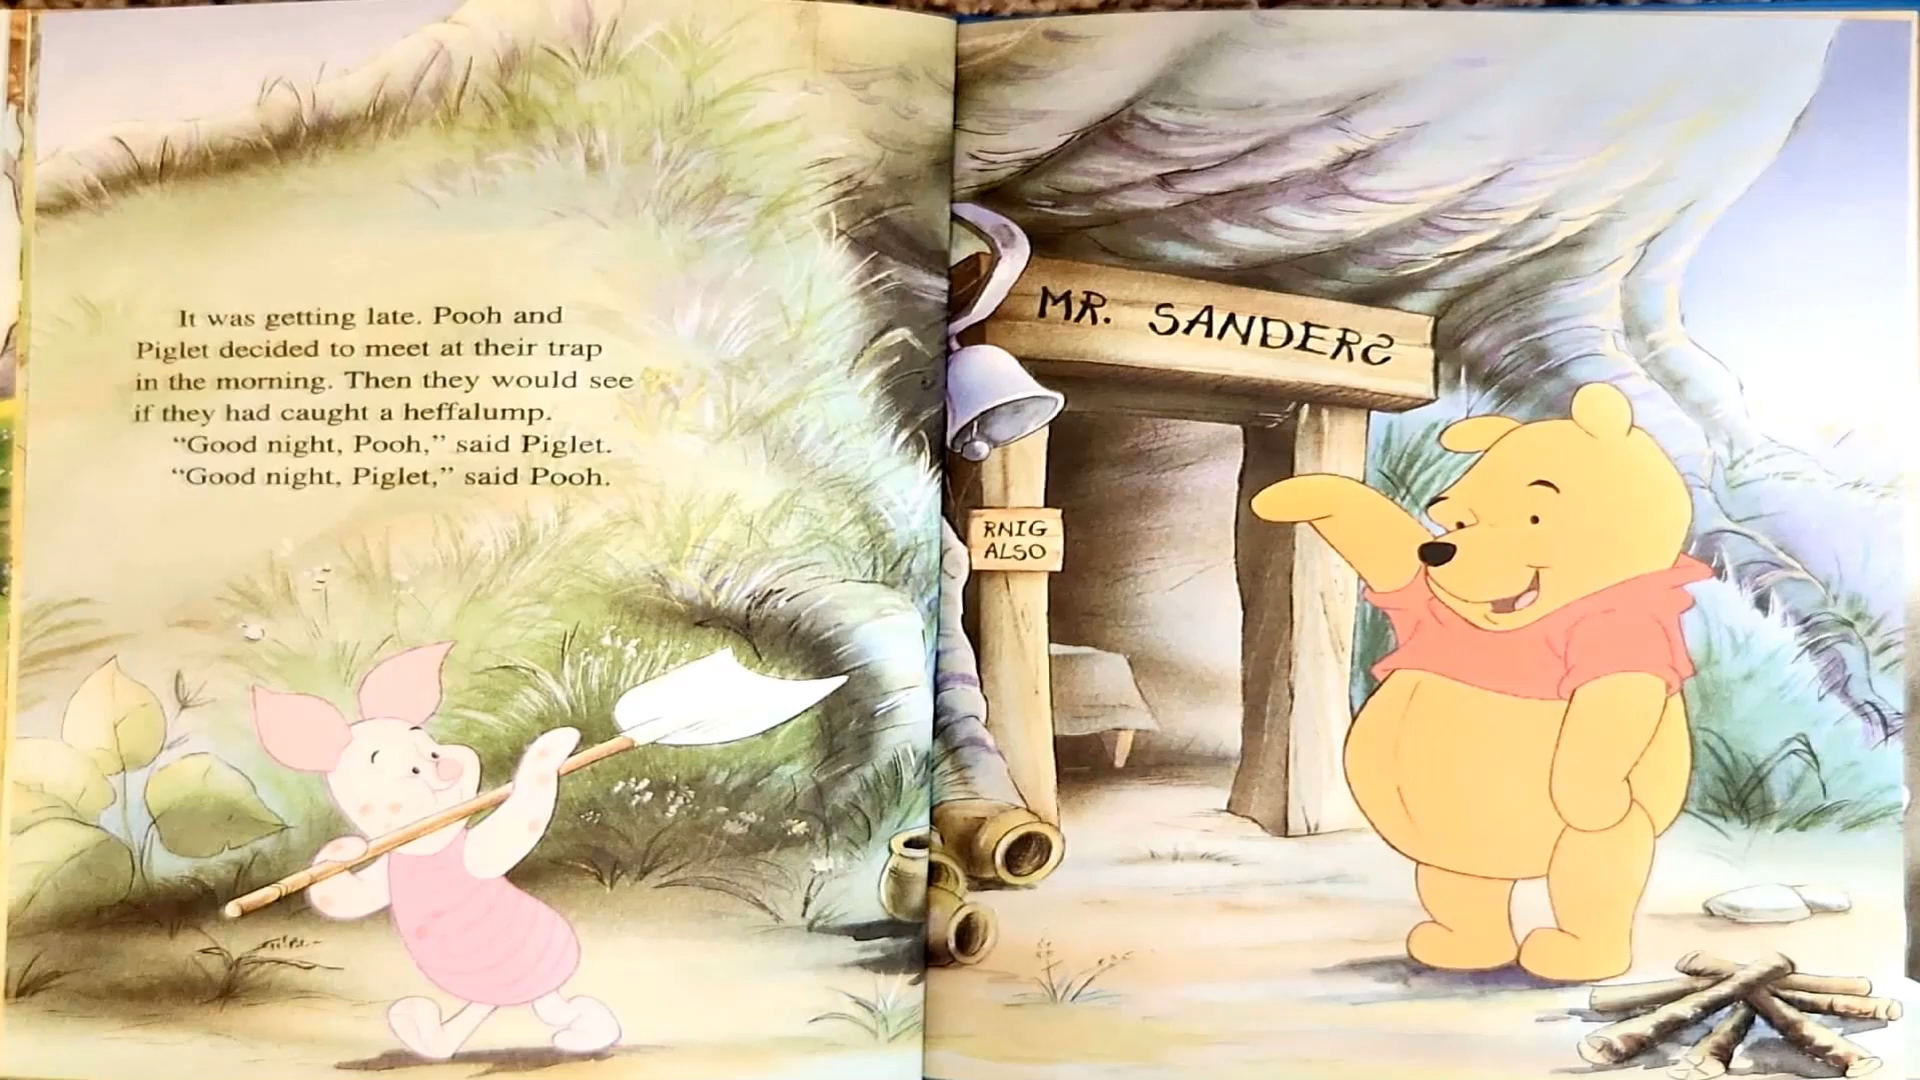 It was getting late. Pooh and
Piglet decided to meet at their trap
in the morning. Then they would see
if they had caught a heffalump.
“Good night, Pooh,” said Piglet.
“Good night, Piglet,” said Pooh.
MR. SANDERS
RNIG
ALSO